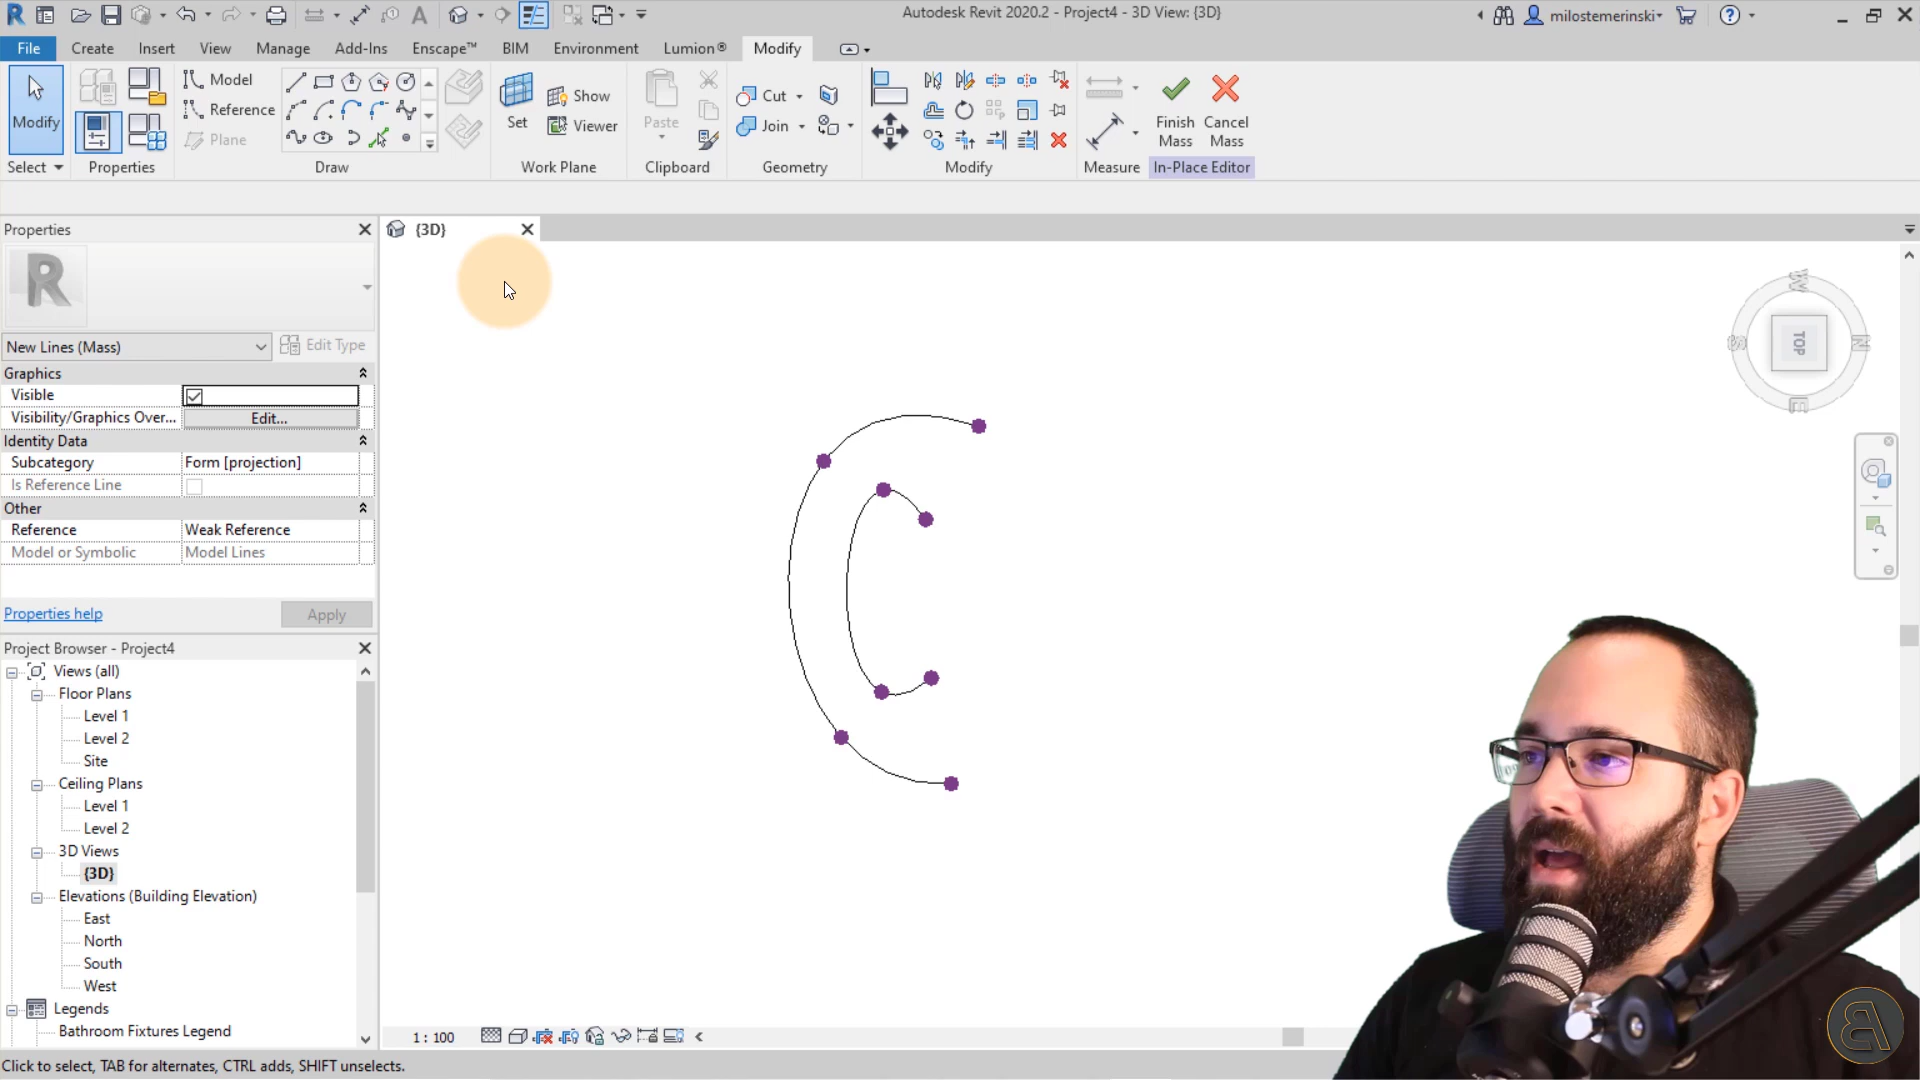 Autodesk Revit 2020.2 - Project4 - 3D View: {3D}
milostemerinski
File
Create
Insert
View
Manage
Add-Ins
Enscape™
BIM
Environment
Lumion®
Modify
Modify
Model
Reference
Plane
Set
Show
Viewer
Paste
Cut
Join
Finish
Mass
Cancel
Mass
Select
Properties
Draw
Work Plane
Clipboard
Geometry
Modify
Measure
In-Place Editor
Properties
{3D}
R
New Lines (Mass)
Edit Type
Graphics
Visible
Visibility/Graphics Over...
Edit...
Identity Data
Subcategory
Form [projection]
Is Reference Line
Other
Reference
Weak Reference
Model or Symbolic
Model Lines
Properties help
Apply
Project Browser - Project4
Views (all)
Floor Plans
Level 1
Level 2
Site
Ceiling Plans
Level 1
Level 2
3D Views
{3D}
Elevations (Building Elevation)
East
North
South
West
Legends
Bathroom Fixtures Legend
W
S
TOP
N
E
1 : 100
Click to select, TAB for alternates, CTRL adds, SHIFT unselects.
B